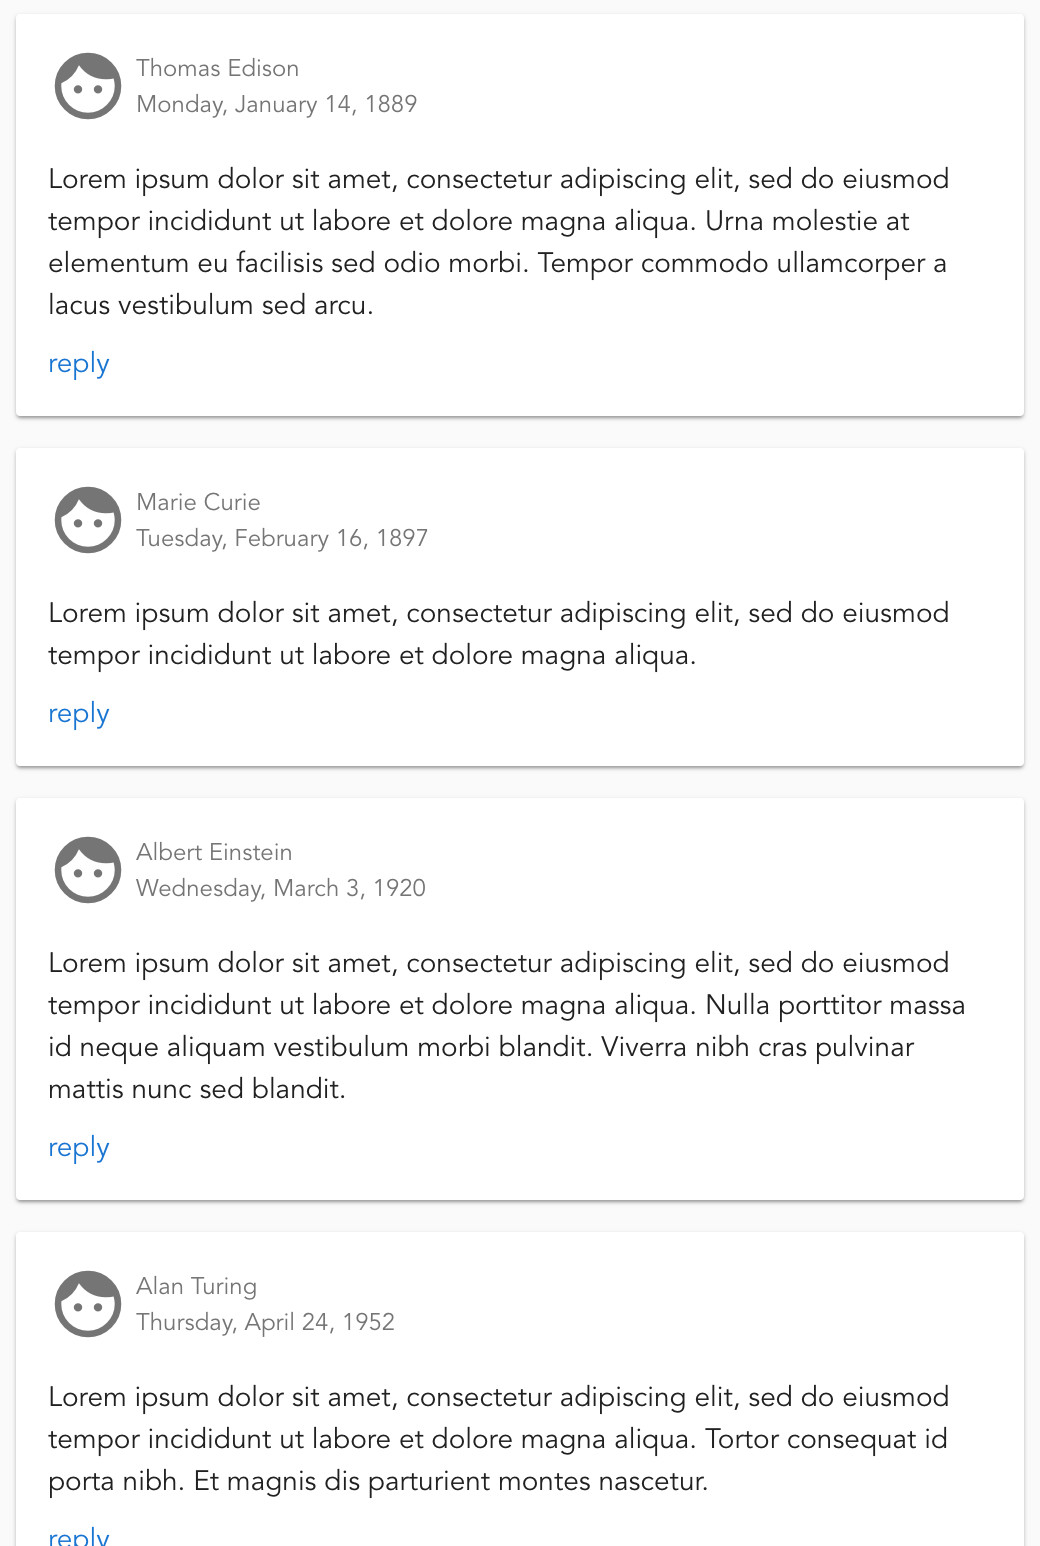 Thomas Edison
Monday, January 14, 1889
Lorem ipsum dolor sit amet, consectetur adipiscing elit, sed do eiusmod
tempor incididunt ut labore et dolore magna aliqua. Urna molestie at
elementum eu facilisis sed odio morbi. Tempor commodo ullamcorper a
lacus vestibulum sed arcu.
reply
Marie Curie
Tuesday, February 16, 1897
Lorem ipsum dolor sit amet, consectetur adipiscing elit, sed do eiusmod
tempor incididunt ut labore et dolore magna aliqua.
reply
Albert Einstein
Wednesday, March 3, 1920
Lorem ipsum dolor sit amet, consectetur adipiscing elit, sed do eiusmod
tempor incididunt ut labore et dolore magna aliqua. Nulla porttitor massa
id neque aliquam vestibulum morbi blandit. Viverra nibh cras pulvinar
mattis nunc sed blandit.
reply
Alan Turing
Thursday, April 24, 1952
Lorem ipsum dolor sit amet, consectetur adipiscing elit, sed do eiusmod
tempor incididunt ut labore et dolore magna aliqua. Tortor consequat id
porta nibh. Et magnis dis parturient montes nascetur.
reply